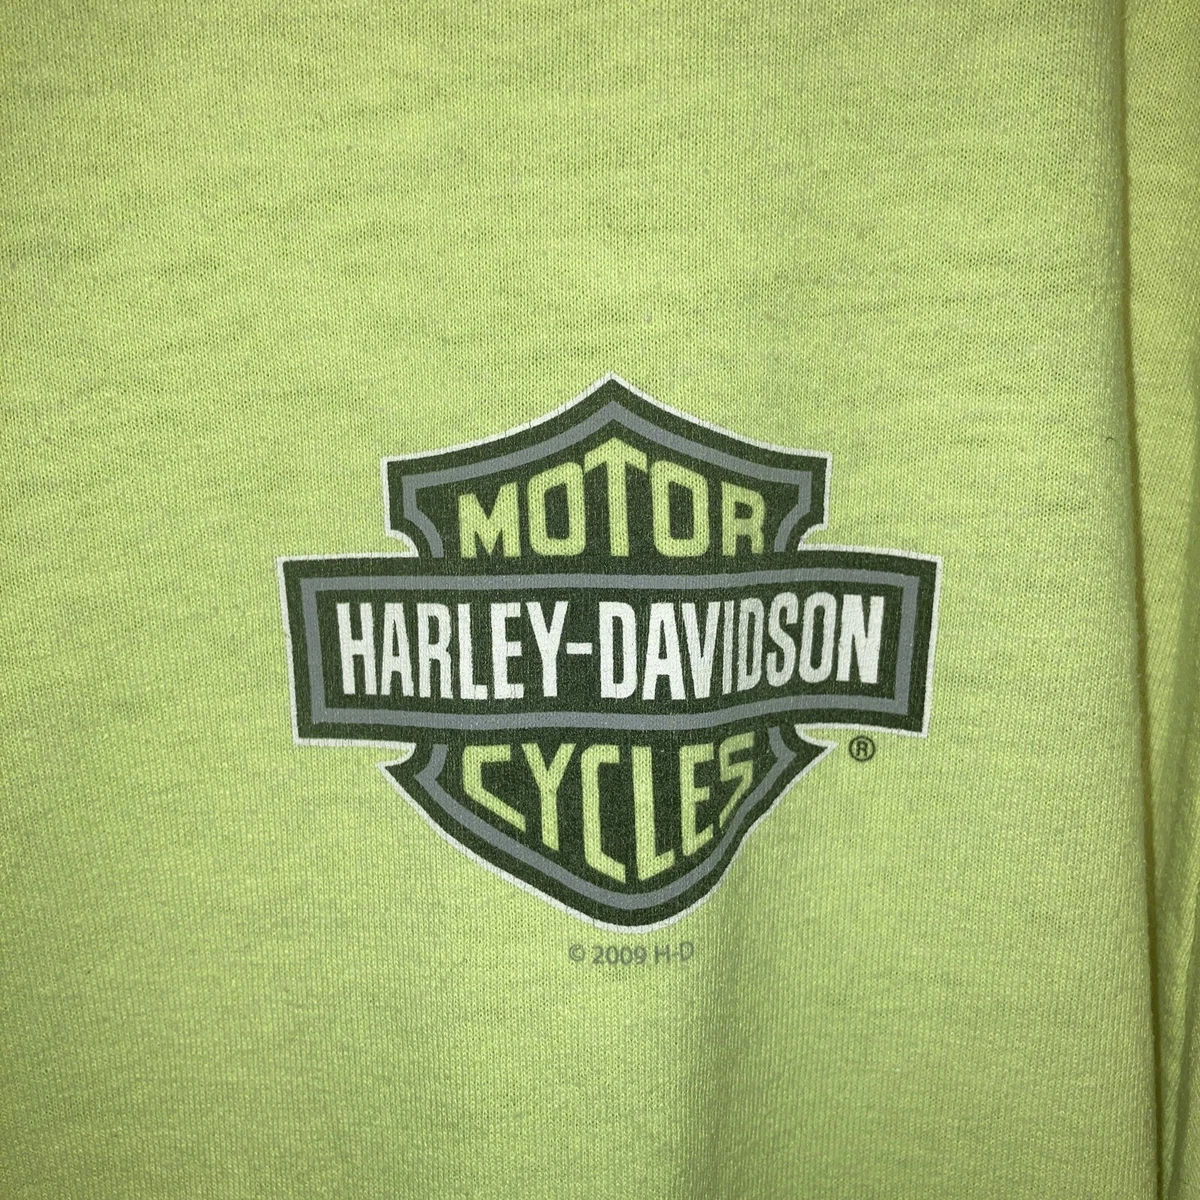 MOTOR
HARLEY-DAVIDSON
CYCLES
®
© 2009 H-D